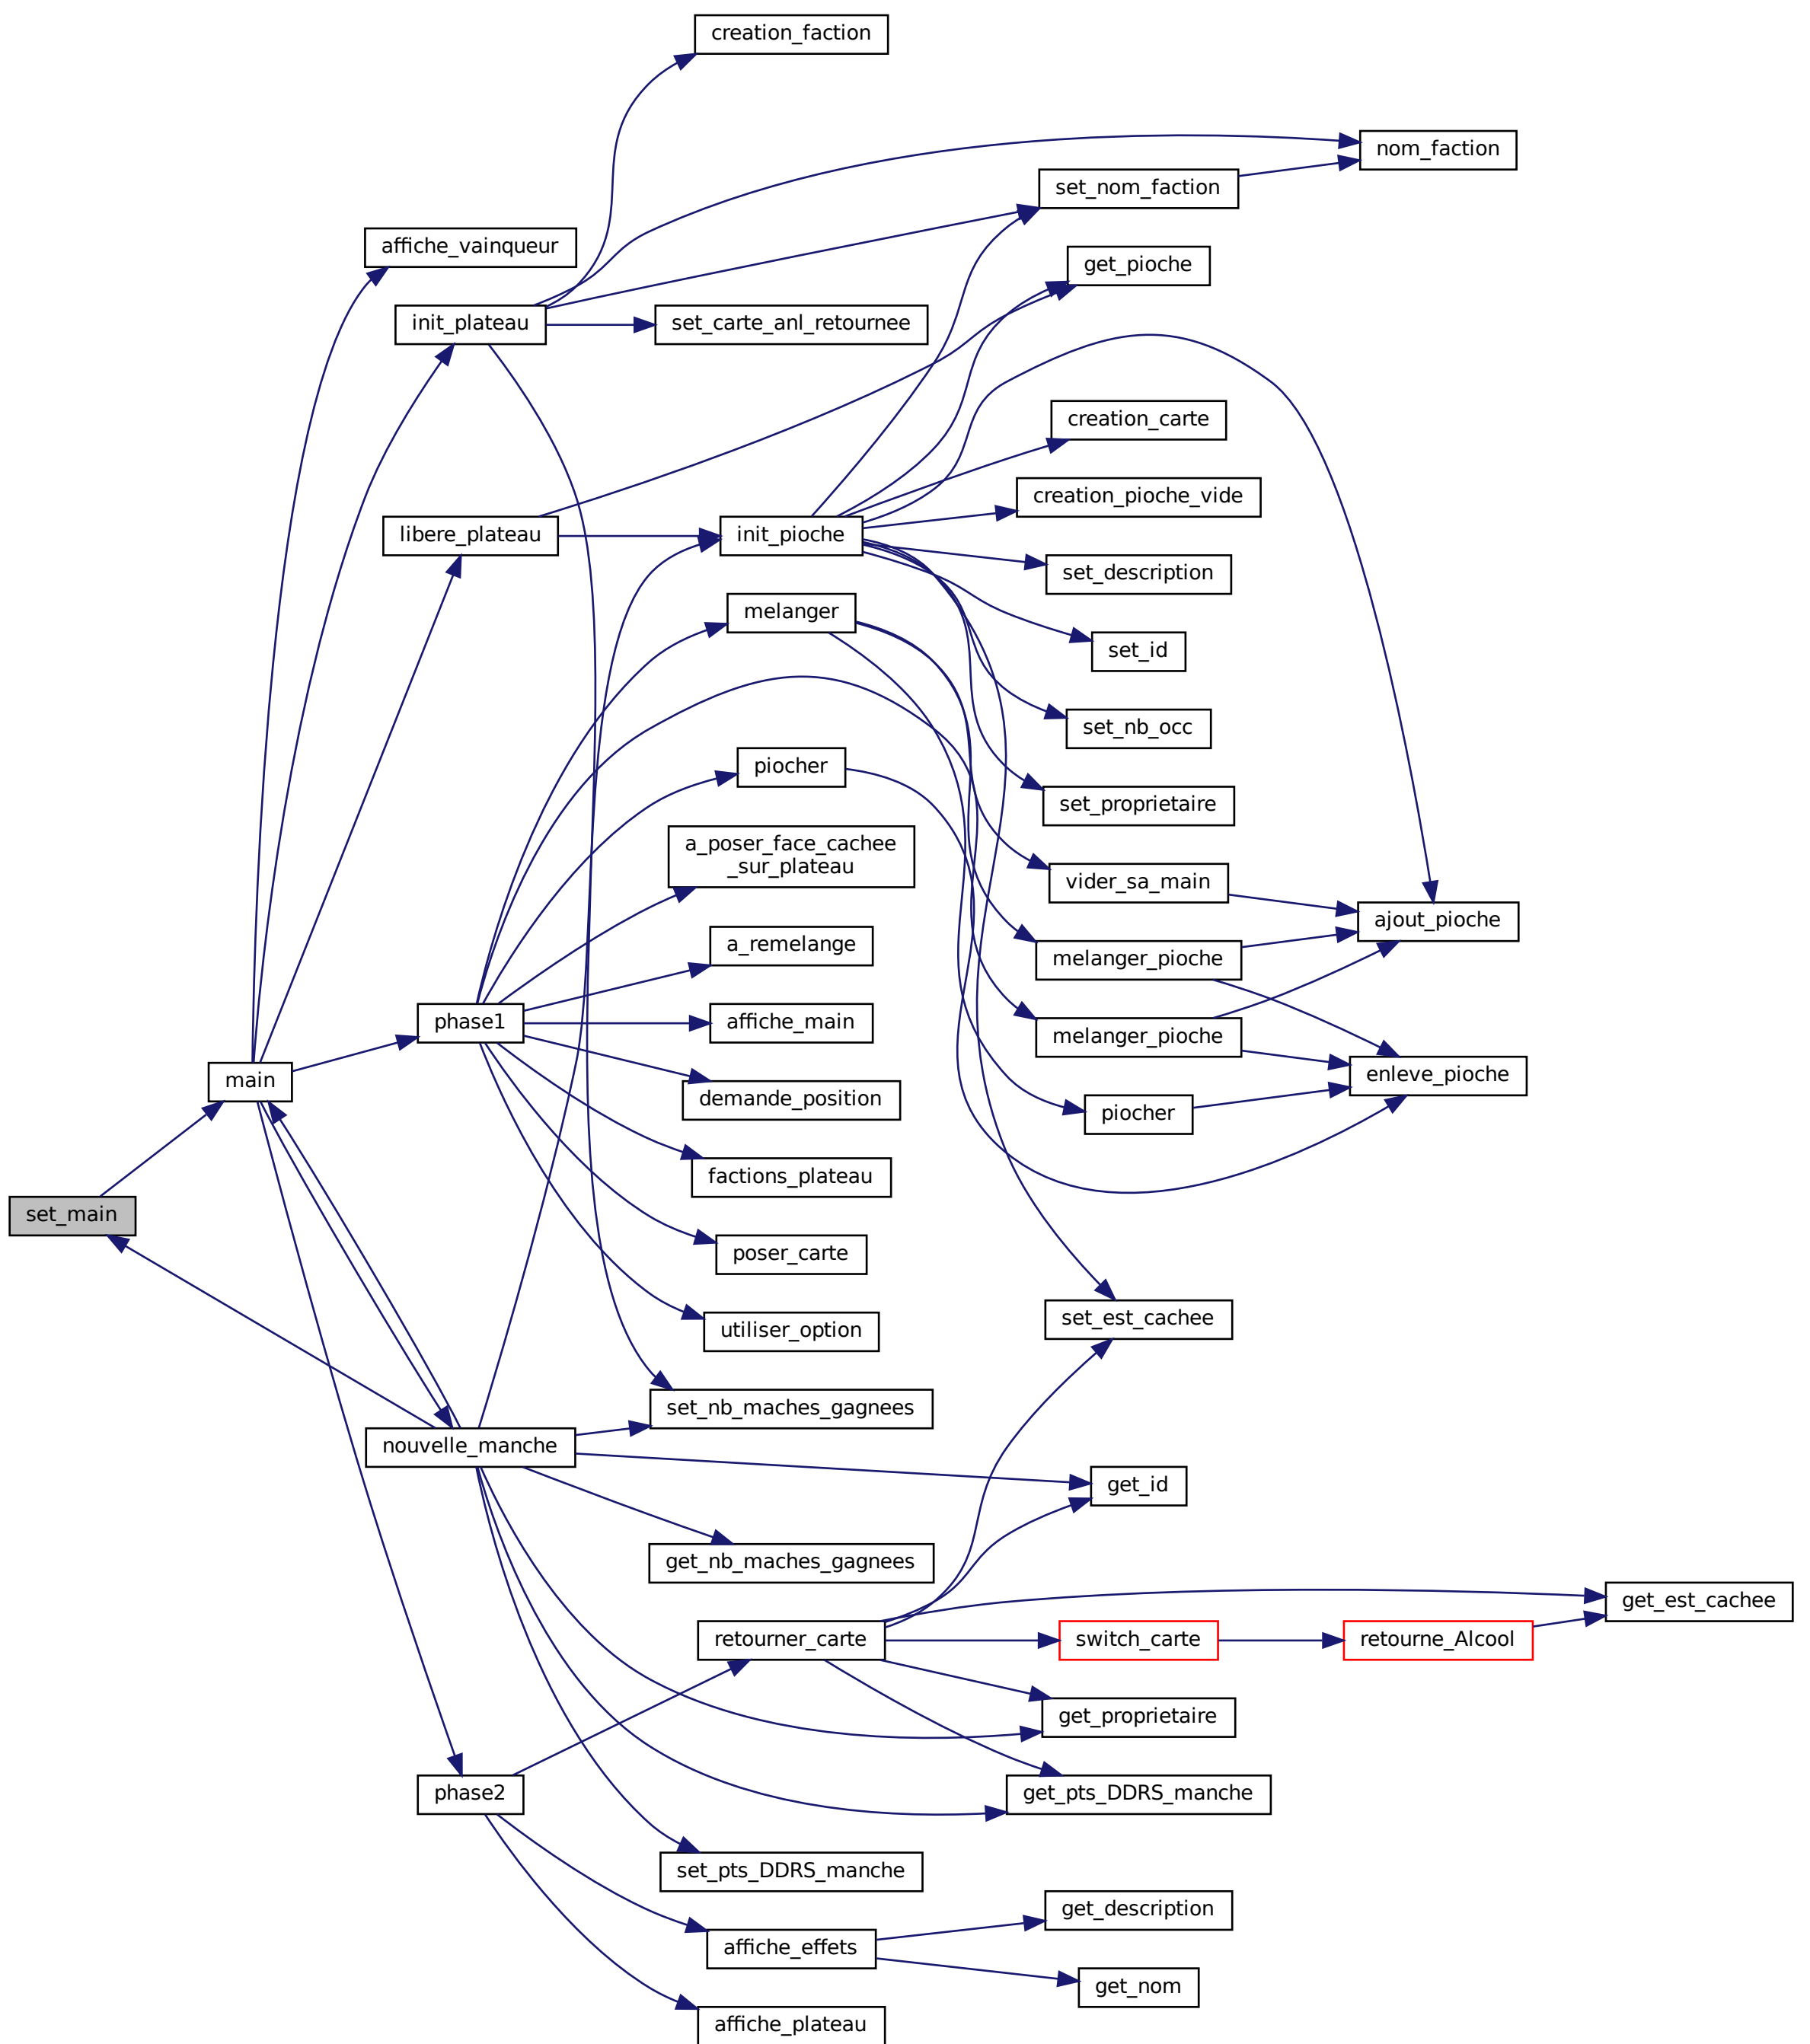 creation_faction
nom_faction
set_nom_faction
affiche_vainqueur
get_pioche
init_plateau
set_carte_anl_retournee
creation_carte
creation_pioche_vide
libere_plateau
init_pioche
set_description
melanger
set_id
set_nb_occ
piocher
set_proprietaire
a_poser_face_cachee
_sur_plateau
vider_sa_main
ajout_pioche
a_remelange
melanger_pioche
phase1
affiche_main
melanger_pioche
main
enleve_pioche
demande_position
piocher
factions_plateau
set_main
poser_carte
set_est_cachee
utiliser_option
set_nb_maches_gagnees
nouvelle_manche
get_id
get_nb_maches_gagnees
get_est_cachee
retourner_carte
switch_carte
retourne_Alcool
get_proprietaire
phase2
get_pts_DDRS_manche
set_pts_DDRS_manche
get_description
affiche_effets
get_nom
affiche_plateau